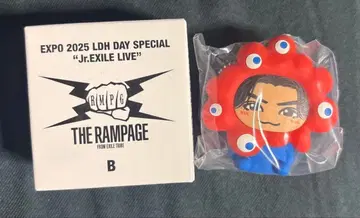 EXPO 2025 LDH DAY SPECIAL
"Jr.EXILE LIVE"
RMPG
THE RAMPAGE
FROM EXILE TRIBE
B